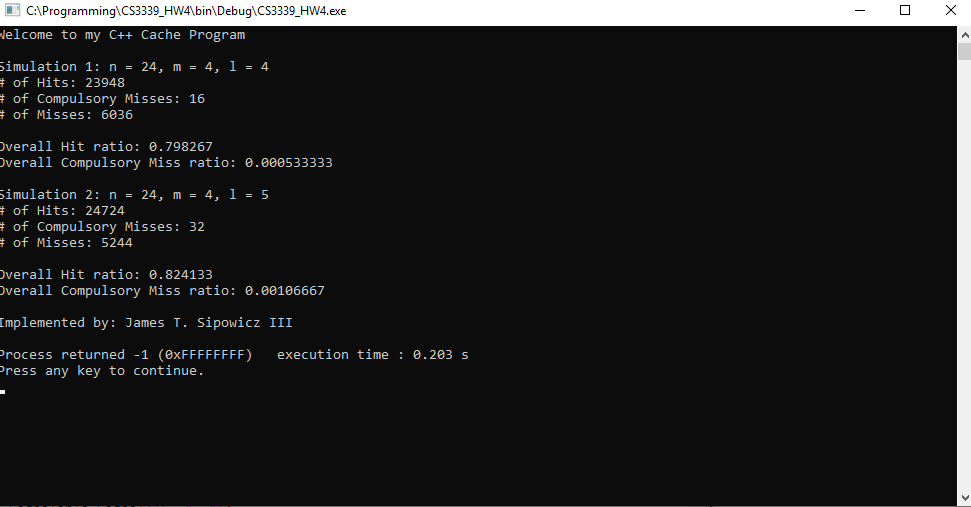 C:\Programming\CS3339_HW4\bin\Debug\CS3339_HW4.exe
Welcome to my C++ Cache Program
Simulation 1: n = 24, m = 4, l = 4
# of Hits: 23948
# of Compulsory Misses: 16
# of Misses: 6036
Overall Hit ratio: 0.798267
Overall Compulsory Miss ratio: 0.000533333
Simulation 2: n = 24, m = 4, l = 5
# of Hits: 24724
# of Compulsory Misses: 32
# of Misses: 5244
Overall Hit ratio: 0.824133
Overall Compulsory Miss ratio: 0.00106667
Implemented by: James T. Sipowicz III
Process returned -1 (0xFFFFFFFF)   execution time : 0.203 s
Press any key to continue.